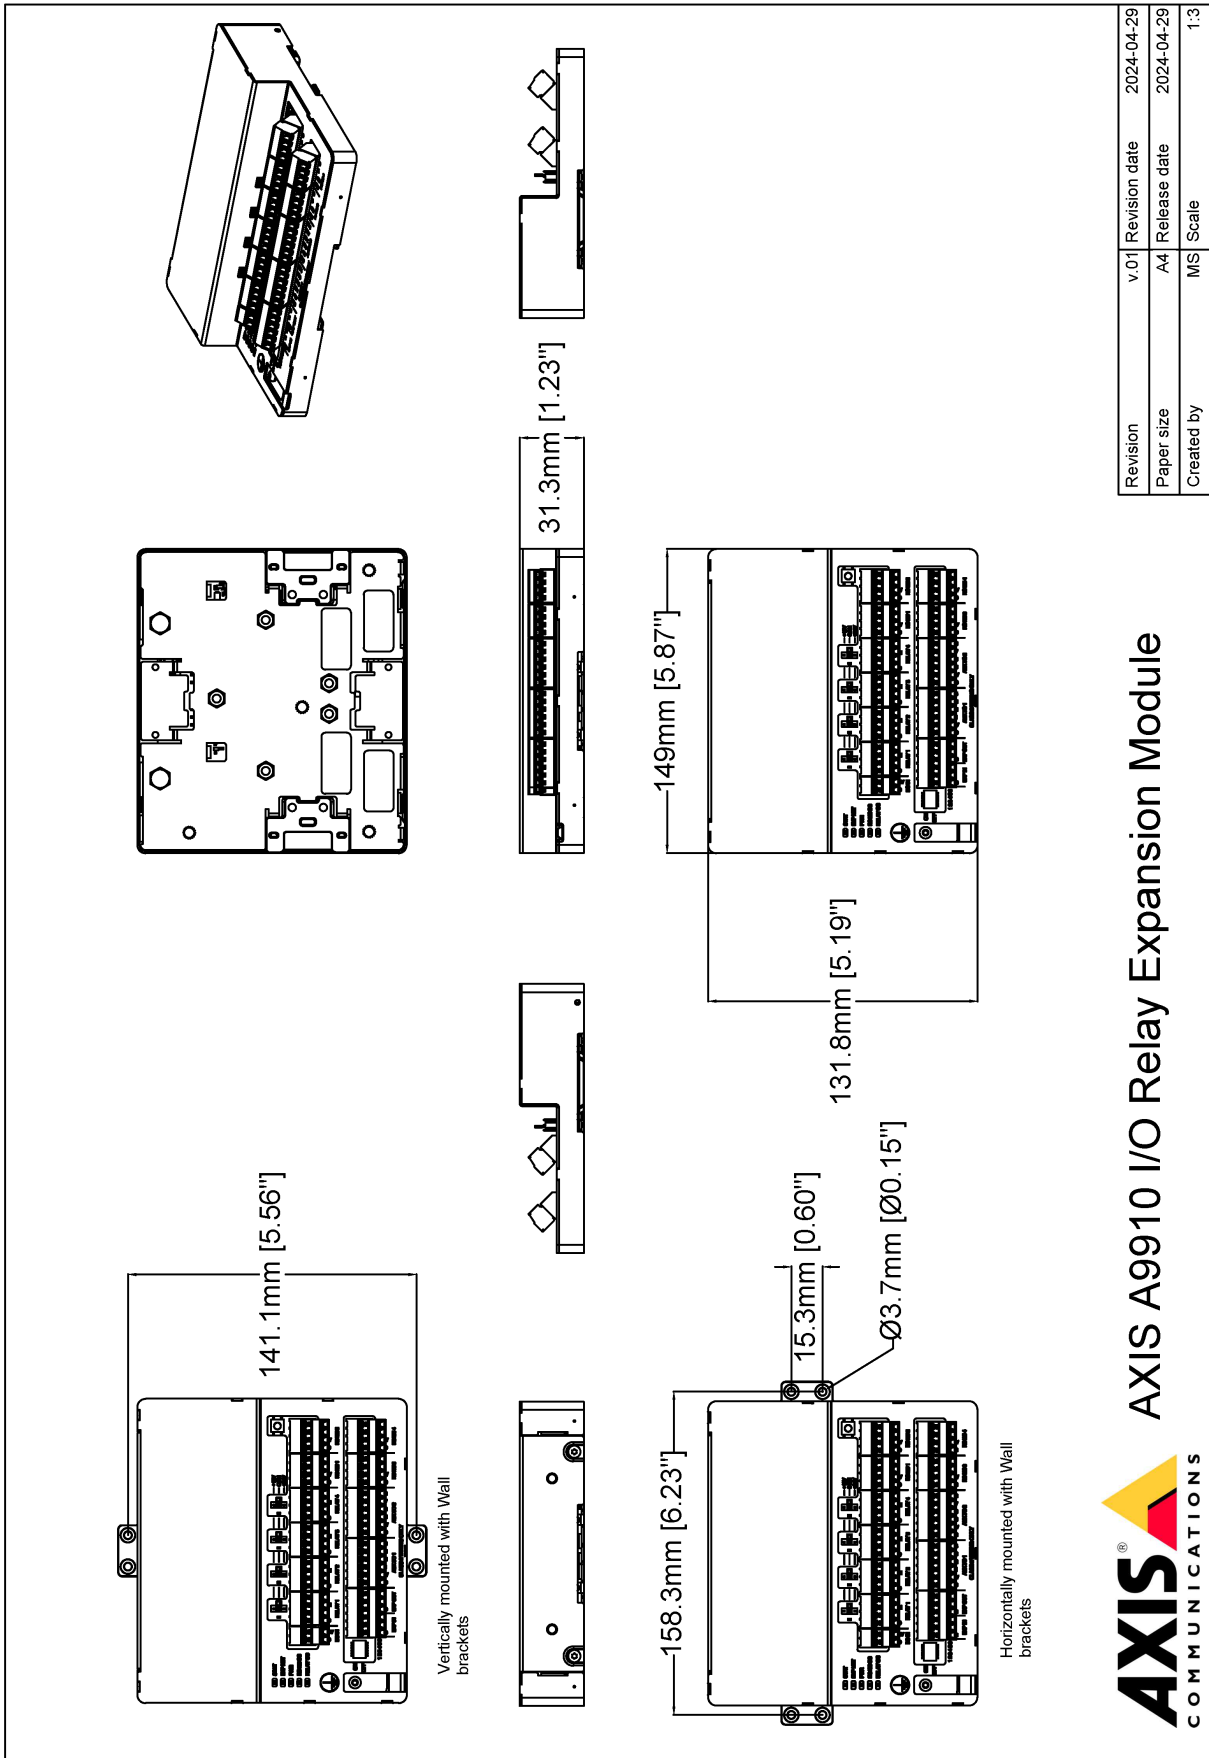 141.1mm [5.56"]
Vertically mounted with Wall
brackets
31.3mm [1.23"]
158.3mm [6.23"]
15.3mm [0.60"]
Ø3.7mm [Ø0.15"]
Horizontally mounted with Wall
brackets
149mm [5.87"]
131.8mm [5.19"]
AXIS®
COMMUNICATIONS
AXIS A9910 I/O Relay Expansion Module
Revision v.01 Revision date 2024-04-29
Paper size A4 Release date 2024-04-29
Created by MS Scale 1:3